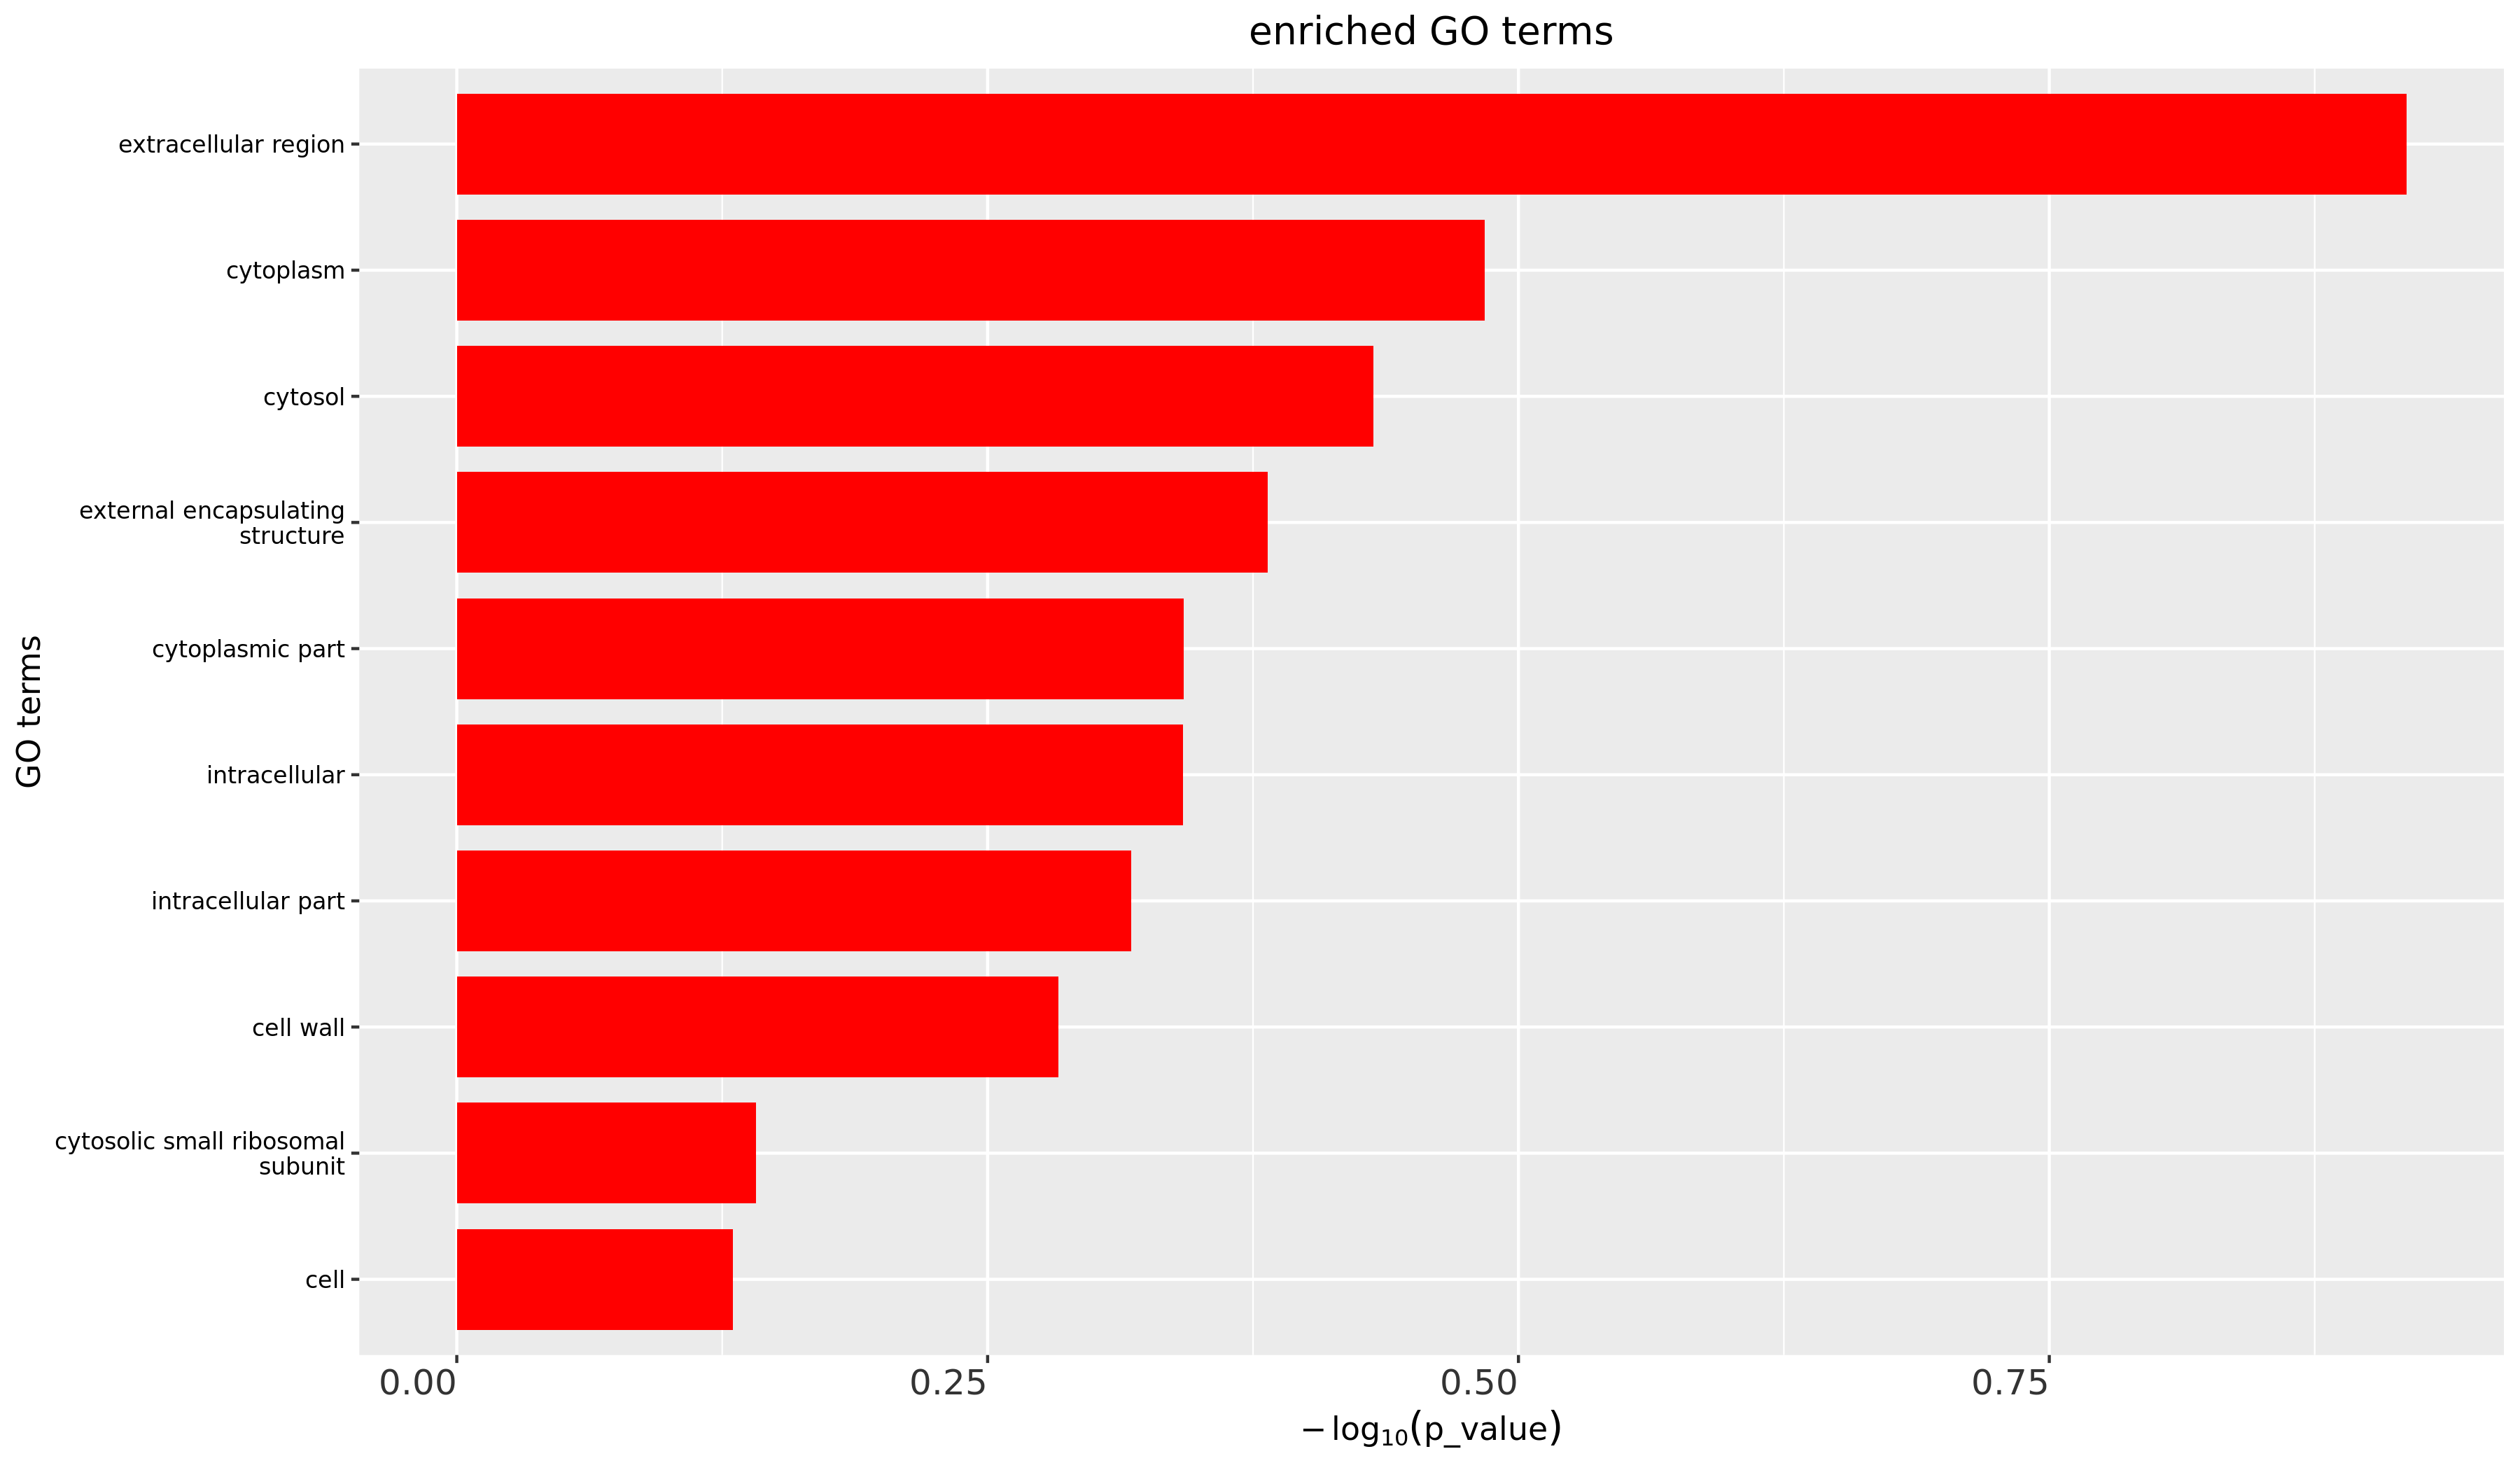 enriched GO terms
extracellular region
cytoplasm
cytosol
external encapsulating
structure
cytoplasmic part
intracellular
intracellular part
cell wall
cytosolic small ribosomal
subunit
cell
GO terms
0.00 0.25 0.50 0.75
−log₁₀(p_value)